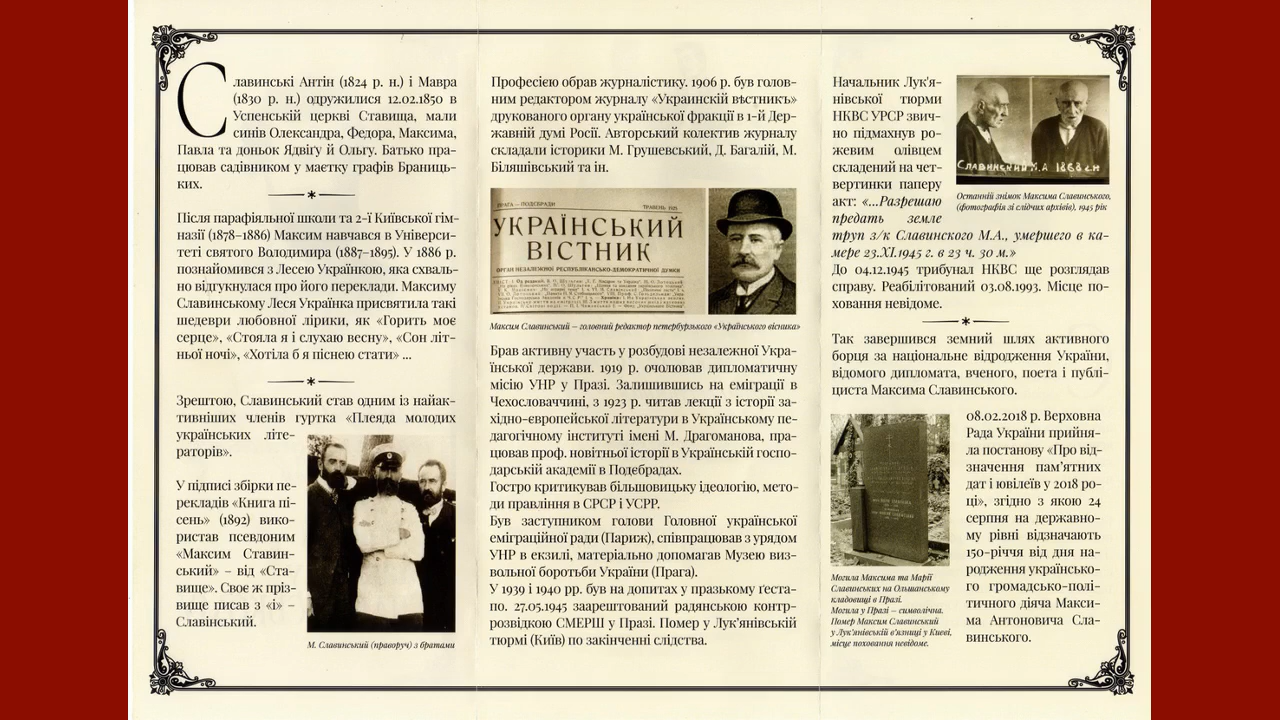 Славинські Антін (1824 р. н.) і Мавра
(1830 р. н.) одружилися 12.02.1850 в
Успенській церкві Ставища, мали
синів Олександра, Федора, Максима,
Павла та доньок Ядвіґу й Ольгу. Батько пра-
цював садівником у маєтку графів Браниць-
ких.
Після парафіяльної школи та 2-ї Київської гім-
назії (1878–1886) Максим навчався в Універси-
теті святого Володимира (1887–1895). У 1886 р.
познайомився з Лесею Українкою, яка схваль-
но відгукнулася про його переклади. Максиму
Славинському Леся Українка присвятила такі
шедеври любовної лірики, як «Горить моє
серце», «Стояла я і слухаю весну», «Сон літ-
ньої ночі», «Хотіла б я піснею стати» ...
Зрештою, Славинський став одним із найак-
тивніших членів гуртка «Плеяда молодих
українських літе-
раторів».
У підписі збірки пе-
рекладів «Книга пі-
сень» (1892) вико-
ристав псевдоним
«Максим Ставин-
ський» – від «Ста-
вище». Своє ж пріз-
вище писав з «і» –
Славінський.
М. Славинський (праворуч) з братами
Професією обрав журналістику. 1906 р. був голов-
ним редактором журналу «Украинскій вѣстникъ»
друкованого органу української фракції в 1-й Дер-
жавній думі Росії. Авторський колектив журналу
складали історики М. Грушевський, Д. Багалій, М.
Біляшівський та ін.
ПРАГА — ПОДЕБРАДИ ТРАВЕНЬ
УКРАЇНСЬКИЙ
ВІСТНИК
ОРГАН НЕЗАЛЕЖНОЇ РЕСПУБЛІКАНСЬКО-ДЕМОКРАТИЧНОЇ ДУМКИ
Максим Славинський – головний редактор петербурзького «Українського вісника»
Брав активну участь у розбудові незалежної Укра-
їнської держави. 1919 р. очолював дипломатичну
місію УНР у Празі. Залишившись на еміграції в
Чехословаччині, з 1923 р. читав лекції з історії за-
хідно-європейської літератури в Українському пе-
дагогічному інституті імені М. Драгоманова, пра-
цював проф. новітньої історії в Українській госпо-
дарській академії в Подебрадах.
Гостро критикував більшовицьку ідеологію, мето-
ди правління в СРСР і УСРР.
Був заступником голови Головної української
еміграційної ради (Париж), співпрацював з урядом
УНР в екзилі, матеріально допомагав Музею виз-
вольної боротьби України (Прага).
У 1939 і 1940 рр. був на допитах у празькому ґеста-
по. 27.05.1945 заарештований радянською контр-
розвідкою СМЕРШ у Празі. Помер у Лук’янівській
тюрмі (Київ) по закінченні слідства.
Начальник Лук'я-
нівської тюрми
НКВС УРСР звич-
но підмахнув ро-
жевим олівцем
складений на чет-
вертинки паперу
акт: «...Разрешаю
предать земле
труп з/к Славинского М.А., умершего в ка-
мере 23.XI.1945 г. в 23 ч. 30 м.»
До 04.12.1945 трибунал НКВС ще розглядав
справу. Реабілітований 03.08.1993. Місце по-
ховання невідоме.
Славинский М.А 1868 г.н
Останній знімок Максима Славинського,
(фотографія зі слідчих архівів), 1945 рік
Так завершився земний шлях активного
борця за національне відродження України,
відомого дипломата, вченого, поета і публі-
циста Максима Славинського.
Могила Максима та Марії
Славинських на Ольшанському
кладовищі в Празі.
Могила у Празі – символічна.
Помер Максим Славинський
у Лук'янівській в'язниці у Києві,
місце поховання невідоме.
08.02.2018 р. Верховна
Рада України прийня-
ла постанову «Про від-
значення пам’ятних
дат і ювілеїв у 2018 ро-
ці», згідно з якою 24
серпня на державно-
му рівні відзначають
150-річчя від дня на-
родження українсько-
го громадсько-полі-
тичного діяча Макси-
ма Антоновича Сла-
винського.